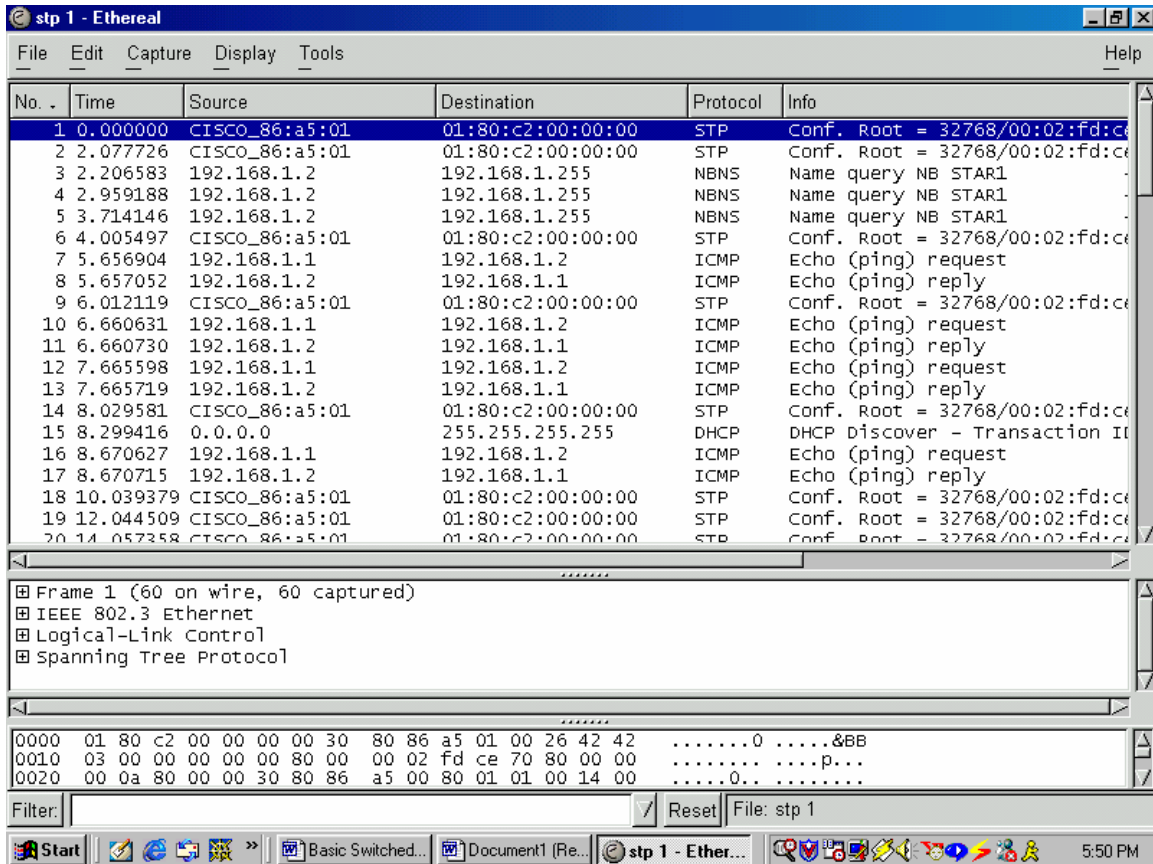 stp 1 - Ethereal
File Edit Capture Display Tools Help
No. Time Source Destination Protocol Info
1 0.000000 CISCO_86:a5:01 01:80:c2:00:00:00 STP Conf. Root = 32768/00:02:fd:ce
2 2.077726 CISCO_86:a5:01 01:80:c2:00:00:00 STP Conf. Root = 32768/00:02:fd:ce
3 2.206583 192.168.1.2 192.168.1.255 NBNS Name query NB STAR1
4 2.959188 192.168.1.2 192.168.1.255 NBNS Name query NB STAR1
5 3.714146 192.168.1.2 192.168.1.255 NBNS Name query NB STAR1
6 4.005497 CISCO_86:a5:01 01:80:c2:00:00:00 STP Conf. Root = 32768/00:02:fd:ce
7 5.656904 192.168.1.1 192.168.1.2 ICMP Echo (ping) request
8 5.657052 192.168.1.2 192.168.1.1 ICMP Echo (ping) reply
9 6.012119 CISCO_86:a5:01 01:80:c2:00:00:00 STP Conf. Root = 32768/00:02:fd:ce
10 6.660631 192.168.1.1 192.168.1.2 ICMP Echo (ping) request
11 6.660730 192.168.1.2 192.168.1.1 ICMP Echo (ping) reply
12 7.665598 192.168.1.1 192.168.1.2 ICMP Echo (ping) request
13 7.665719 192.168.1.2 192.168.1.1 ICMP Echo (ping) reply
14 8.029581 CISCO_86:a5:01 01:80:c2:00:00:00 STP Conf. Root = 32768/00:02:fd:ce
15 8.299416 0.0.0.0 255.255.255.255 DHCP DHCP Discover - Transaction ID
16 8.670627 192.168.1.1 192.168.1.2 ICMP Echo (ping) request
17 8.670715 192.168.1.2 192.168.1.1 ICMP Echo (ping) reply
18 10.039379 CISCO_86:a5:01 01:80:c2:00:00:00 STP Conf. Root = 32768/00:02:fd:ce
19 12.044509 CISCO_86:a5:01 01:80:c2:00:00:00 STP Conf. Root = 32768/00:02:fd:ce
20 14.057358 CISCO_86:a5:01 01:80:c2:00:00:00 STP Conf. Root = 32768/00:02:fd:ce
Frame 1 (60 on wire, 60 captured)
IEEE 802.3 Ethernet
Logical-Link Control
Spanning Tree Protocol
0000 01 80 c2 00 00 00 00 30 80 86 a5 01 00 26 42 42 .......0 .....&BB
0010 03 00 00 00 00 00 80 00 00 02 fd ce 70 80 00 00 ........ ....p...
0020 00 0a 80 00 00 30 80 86 a5 00 80 01 01 00 14 00 .....0.. ........
Filter: Reset File: stp 1
Start » Basic Switched... Document1 (Re... stp 1 - Ether... 5:50 PM